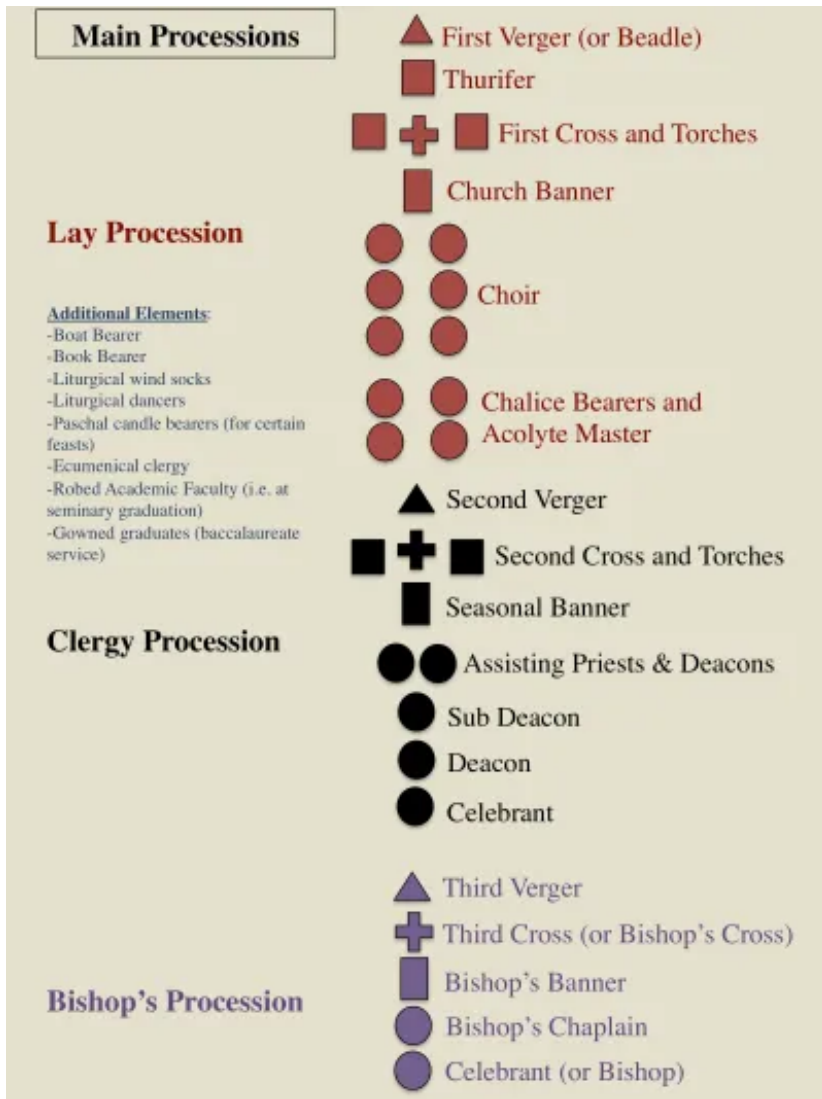 Main Processions
First Verger (or Beadle)
Thurifer
First Cross and Torches
Church Banner
Lay Procession
Choir
Additional Elements:
-Boat Bearer
-Book Bearer
-Liturgical wind socks
-Liturgical dancers
-Paschal candle bearers (for certain
feasts)
-Ecumenical clergy
-Robed Academic Faculty (i.e. at
seminary graduation)
-Gowned graduates (baccalaureate
service)
Chalice Bearers and
Acolyte Master
Second Verger
Second Cross and Torches
Seasonal Banner
Clergy Procession
Assisting Priests & Deacons
Sub Deacon
Deacon
Celebrant
Third Verger
Third Cross (or Bishop's Cross)
Bishop's Banner
Bishop's Procession
Bishop's Chaplain
Celebrant (or Bishop)